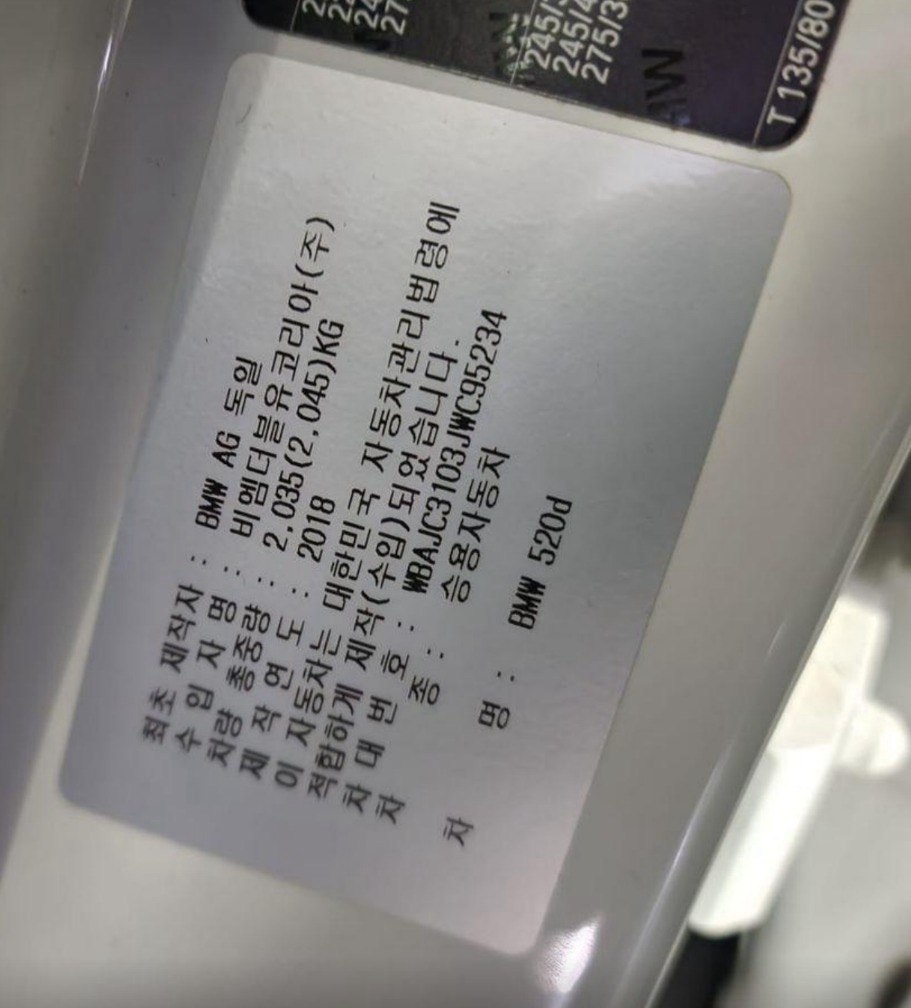 최초 제작자 : BMW AG 독일
수 입 자 명 : 비엠더블유코리아(주)
차량 총중량 : 2,035(2,045)KG
제 작 연 도 : 2018
이 자동차는 대한민국 자동차관리법령에
적합하게 제작(수입)되었습니다.
차 대 번 호 : WBAJC3103JWC95234
차 종 : 승용자동차
차 명 : BMW 520d
245/4
275/3
T 135/80